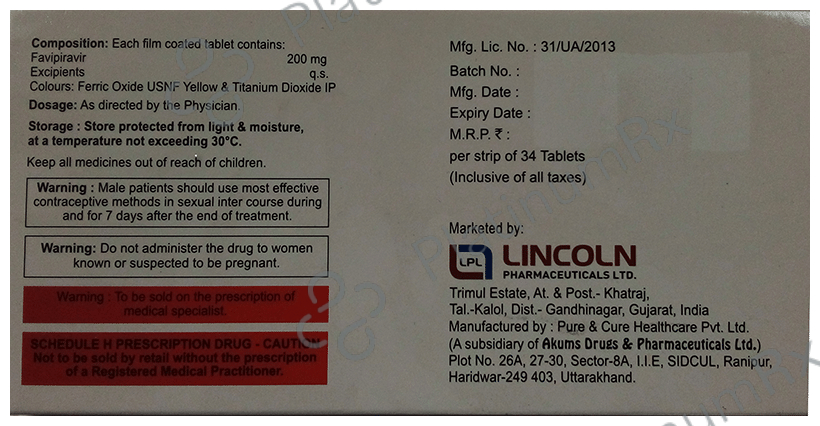 Composition: Each film coated tablet contains:
Favipiravir 200 mg
Excipients q.s.
Colours: Ferric Oxide USNF Yellow & Titanium Dioxide IP
Dosage: As directed by the Physician.
Storage : Store protected from light & moisture,
at a temperature not exceeding 30°C.
Keep all medicines out of reach of children.
Warning : Male patients should use most effective
contraceptive methods in sexual inter course during
and for 7 days after the end of treatment.
Warning: Do not administer the drug to women
known or suspected to be pregnant.
Warning : To be sold on the prescription of
medical specialist.
SCHEDULE H PRESCRIPTION DRUG - CAUTION
Not to be sold by retail without the prescription
of a Registered Medical Practitioner.
Mfg. Lic. No. : 31/UA/2013
Batch No. :
Mfg. Date :
Expiry Date :
M.R.P. ₹ :
per strip of 34 Tablets
(Inclusive of all taxes)
Marketed by:
LPL LINCOLN
PHARMACEUTICALS LTD.
Trimul Estate, At. & Post.- Khatraj,
Tal.-Kalol, Dist.- Gandhinagar, Gujarat, India
Manufactured by : Pure & Cure Healthcare Pvt. Ltd.
(A subsidiary of Akums Drugs & Pharmaceuticals Ltd.)
Plot No. 26A, 27-30, Sector-8A, I.I.E, SIDCUL, Ranipur,
Haridwar-249 403, Uttarakhand.
PlatinumRx